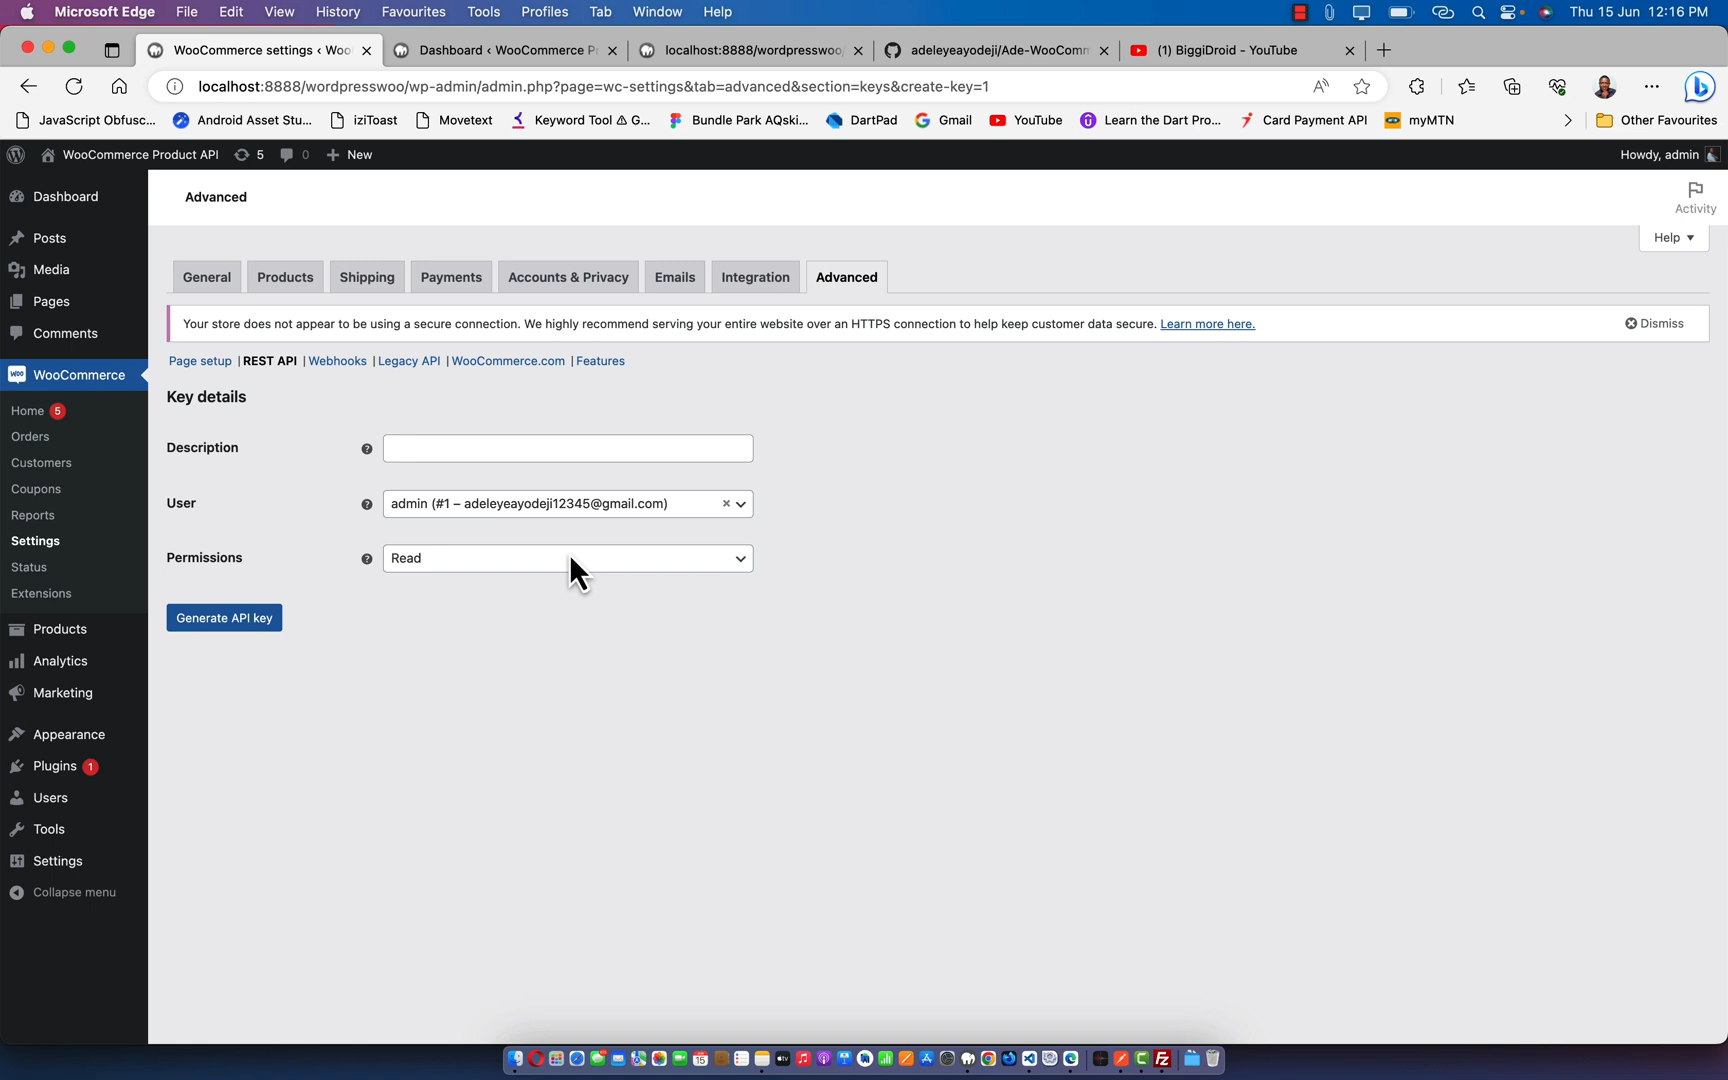 Microsoft Edge File Edit View History Favourites Tools Profiles Tab Window Help Thu 15 Jun 12:16 PM
WooCommerce settings ‹ Woo Dashboard ‹ WooCommerce P localhost:8888/wordpresswoo/ adeleyeayodeji/Ade-WooComm (1) BiggiDroid - YouTube
localhost:8888/wordpresswoo/wp-admin/admin.php?page=wc-settings&tab=advanced&section=keys&create-key=1
JavaScript Obfusc... Android Asset Stu... iziToast Movetext Keyword Tool ⚠ G... Bundle Park AQski... DartPad Gmail YouTube Learn the Dart Pro... Card Payment API myMTN Other Favourites
WooCommerce Product API 5 0 New Howdy, admin
Dashboard
Posts
Media
Pages
Comments
WooCommerce
Home 5
Orders
Customers
Coupons
Reports
Settings
Status
Extensions
Products
Analytics
Marketing
Appearance
Plugins 1
Users
Tools
Settings
Collapse menu
Advanced
Activity
Help
General Products Shipping Payments Accounts & Privacy Emails Integration Advanced
Your store does not appear to be using a secure connection. We highly recommend serving your entire website over an HTTPS connection to help keep customer data secure. Learn more here. Dismiss
Page setup | REST API | Webhooks | Legacy API | WooCommerce.com | Features
Key details
Description
User admin (#1 – adeleyeayodeji12345@gmail.com) ×
Permissions Read
Generate API key